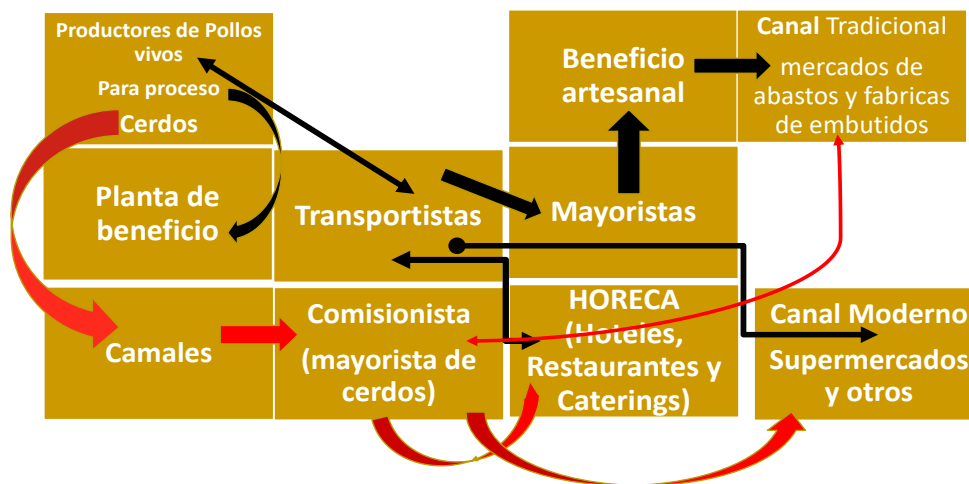 Productores de Pollos
vivos
Para proceso
Cerdos
Beneficio
artesanal
Canal Tradicional
mercados de
abastos y fabricas
de embutidos
Planta de
beneficio
Transportistas
Mayoristas
Camales
Comisionista
(mayorista de
cerdos)
HORECA
(Hoteles,
Restaurantes y
Caterings)
Canal Moderno
Supermercados
y otros